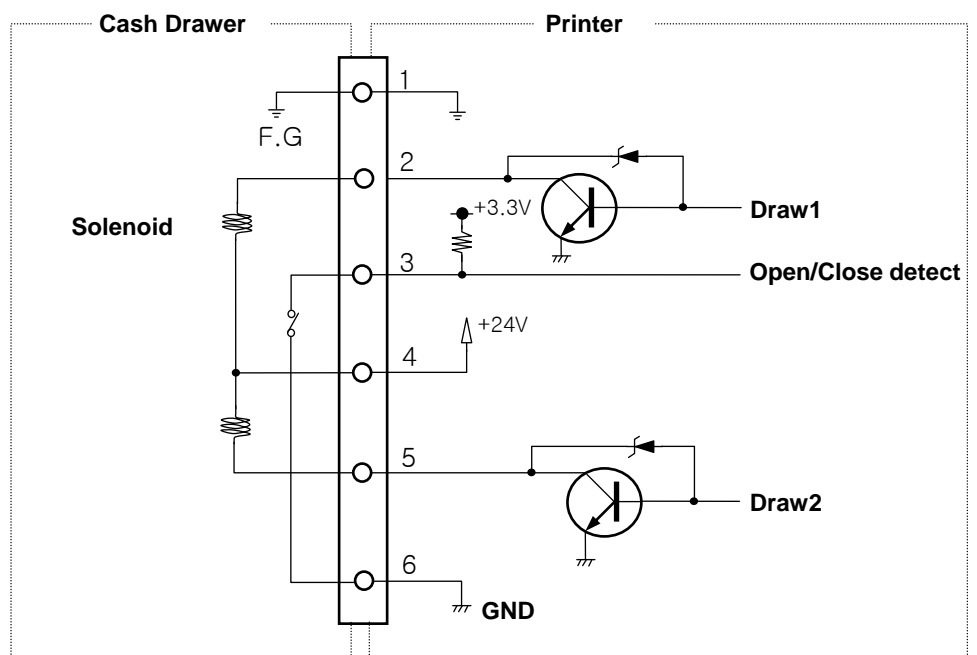 Cash Drawer
Printer
1
F.G
2
+3.3V
Draw1
Solenoid
3
Open/Close detect
+24V
4
5
Draw2
6
GND